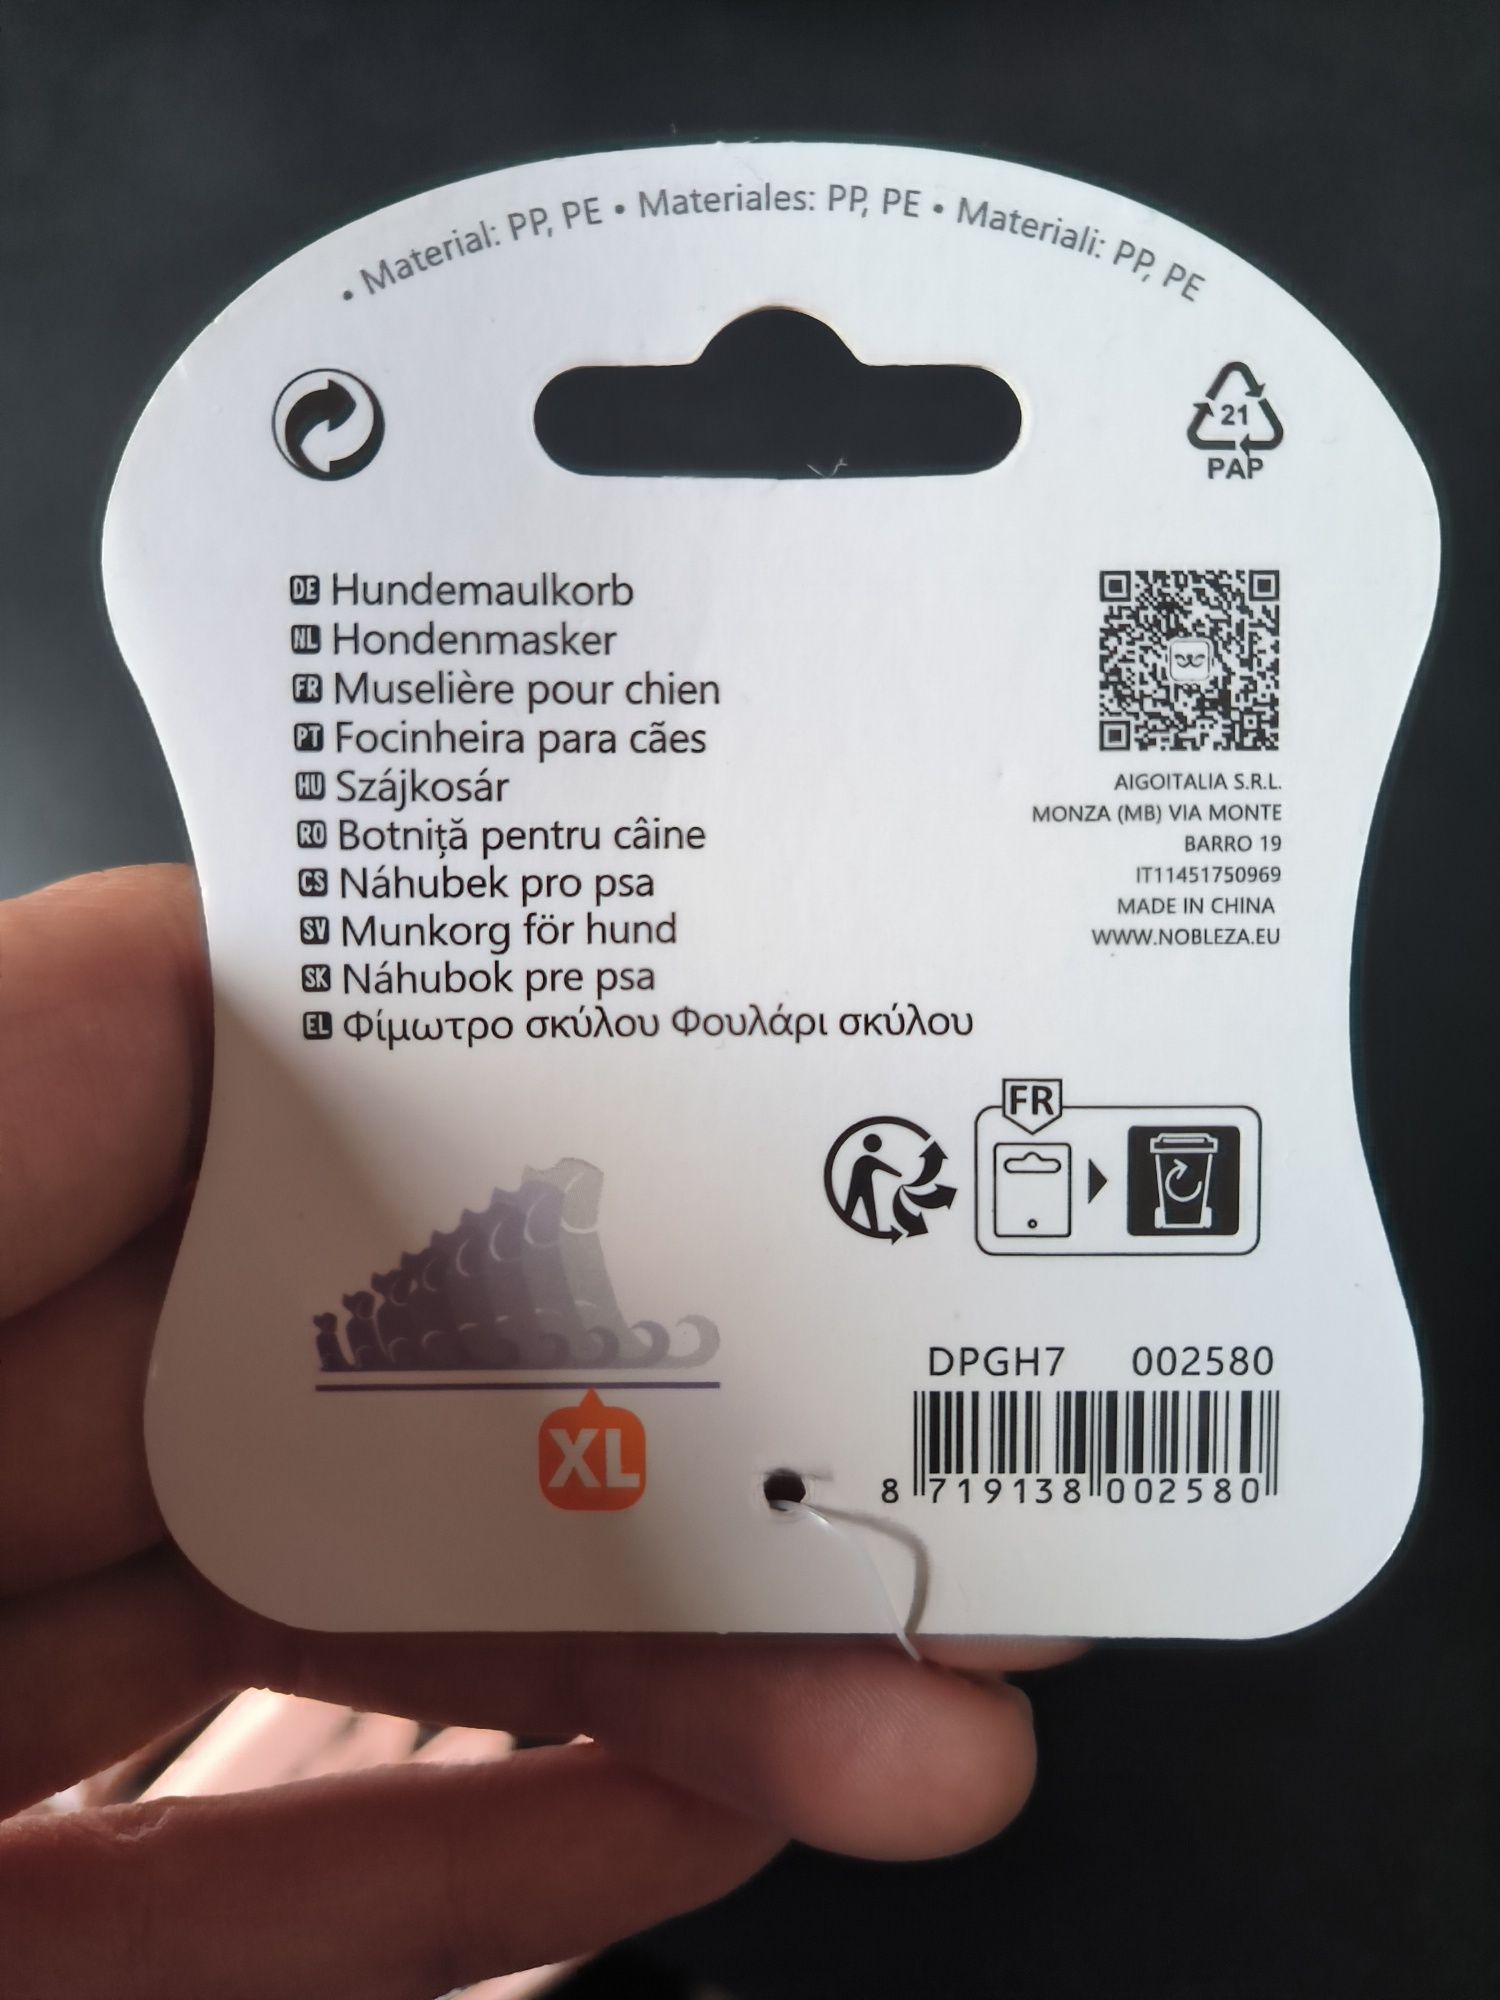 • Material: PP, PE • Materiales: PP, PE • Materiali: PP, PE
21
PAP
DE Hundemaulkorb
NL Hondenmasker
FR Muselière pour chien
PT Focinheira para cães
HU Szájkosár
RO Botniță pentru câine
CS Náhubek pro psa
SV Munkorg för hund
SK Náhubok pre psa
EL Φίμωτρο σκύλου Φουλάρι σκύλου
AIGOITALIA S.R.L.
MONZA (MB) VIA MONTE
BARRO 19
IT11451750969
MADE IN CHINA
WWW.NOBLEZA.EU
FR
XL
DPGH7 002580
8 719138 002580